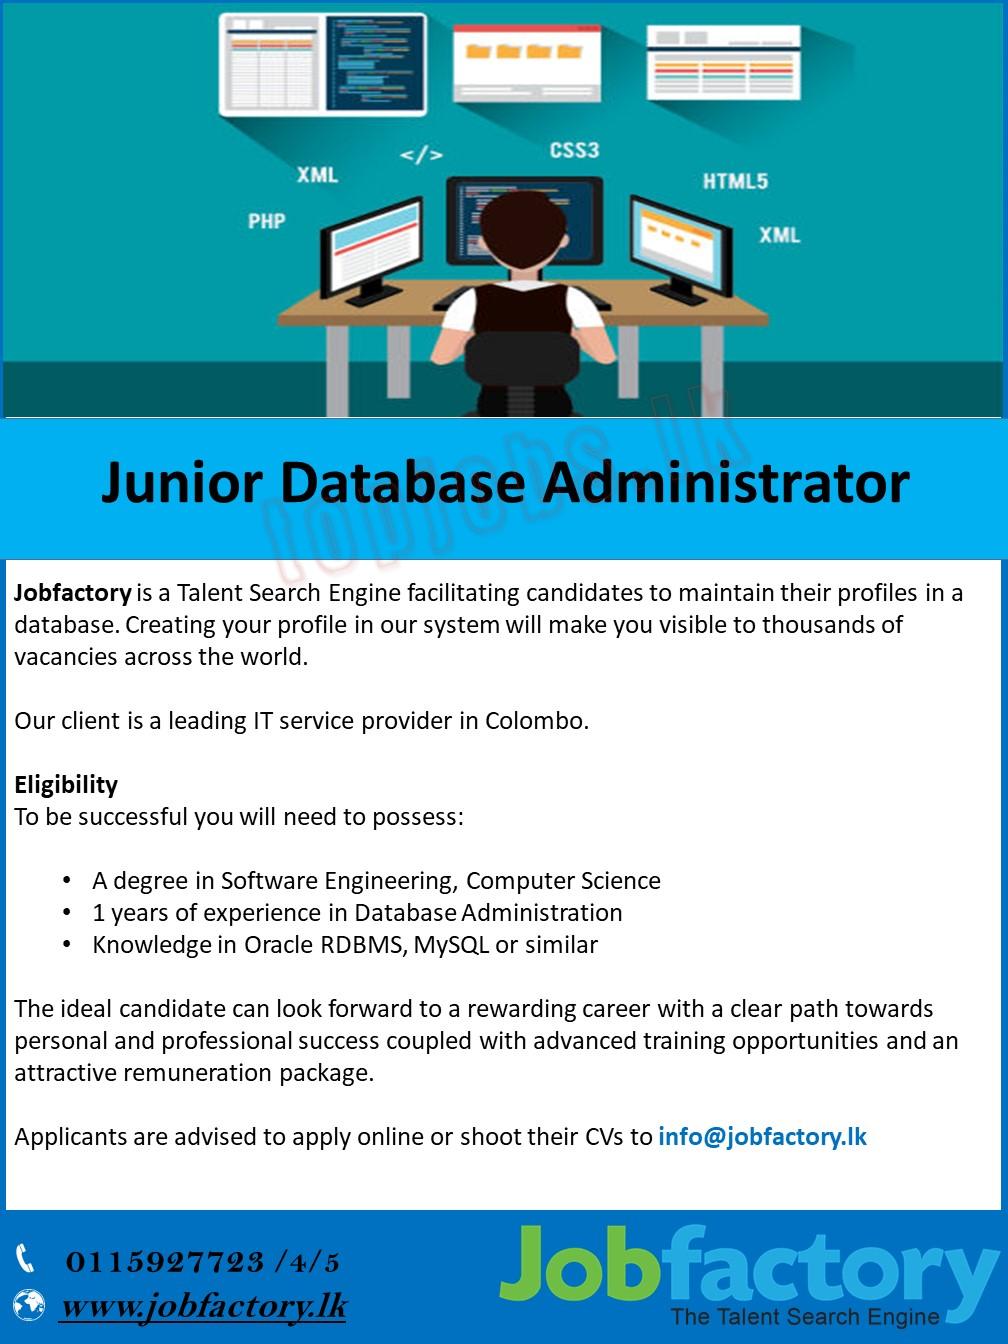 </> CSS3
XML HTML5
PHP XML
topjobs.lk
Junior Database Administrator
Jobfactory is a Talent Search Engine facilitating candidates to maintain their profiles in a
database. Creating your profile in our system will make you visible to thousands of
vacancies across the world.
Our client is a leading IT service provider in Colombo.
Eligibility
To be successful you will need to possess:
• A degree in Software Engineering, Computer Science
• 1 years of experience in Database Administration
• Knowledge in Oracle RDBMS, MySQL or similar
The ideal candidate can look forward to a rewarding career with a clear path towards
personal and professional success coupled with advanced training opportunities and an
attractive remuneration package.
Applicants are advised to apply online or shoot their CVs to info@jobfactory.lk
0115927723 /4/5
www.jobfactory.lk
Jobfactory
The Talent Search Engine